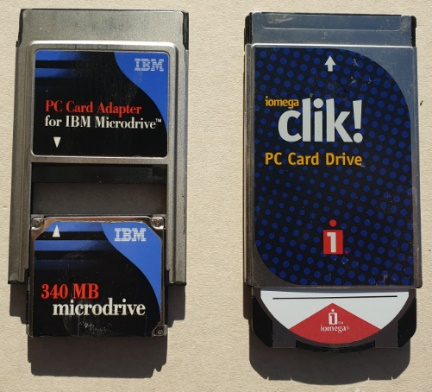 IBM
PC Card Adapter
for IBM Microdrive™
IBM
340 MB
microdrive
iomega
clik!
PC Card Drive
i
i
iomega®